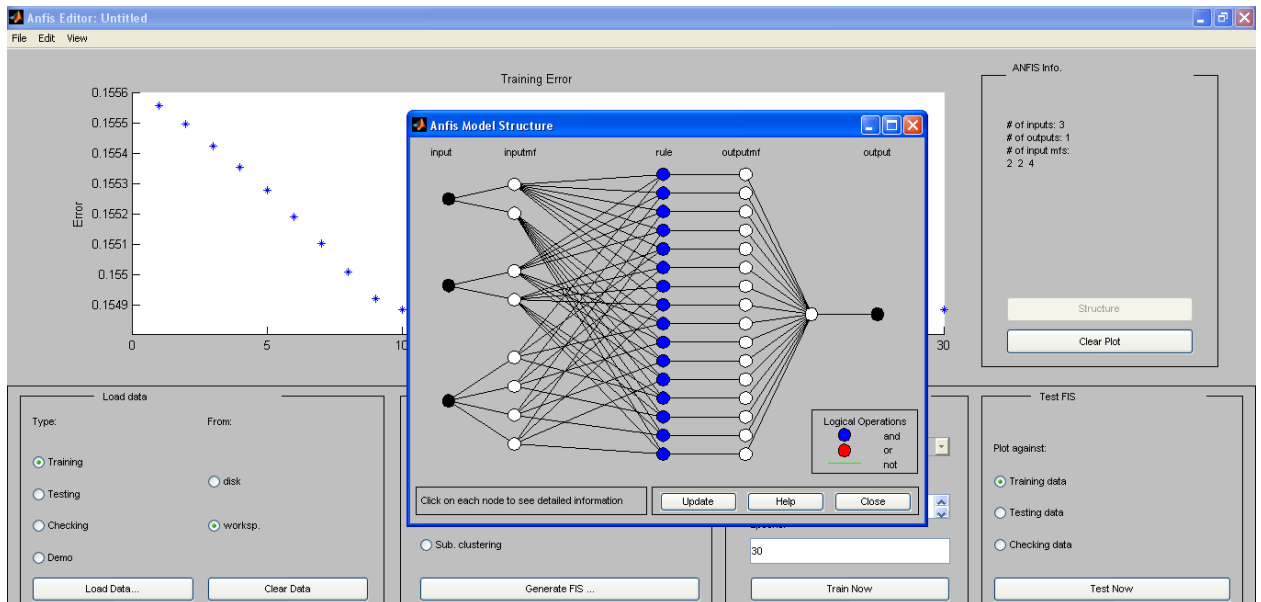 Anfis Editor: Untitled
File Edit View
Training Error
0.1556
0.1555
0.1554
0.1553
0.1552
0.1551
0.155
0.1549
Error
0 5 10 30
ANFIS Info.
# of inputs: 3
# of outputs: 1
# of input mfs:
2 2 4
Structure
Clear Plot
Anfis Model Structure
input inputmf rule outputmf output
Logical Operations
and
or
not
Click on each node to see detailed information
Update Help Close
Load data
Type: From:
Training
Testing
Checking
Demo
disk
worksp.
Load Data... Clear Data
Sub. clustering
Generate FIS ...
30
Train Now
Test FIS
Plot against:
Training data
Testing data
Checking data
Test Now